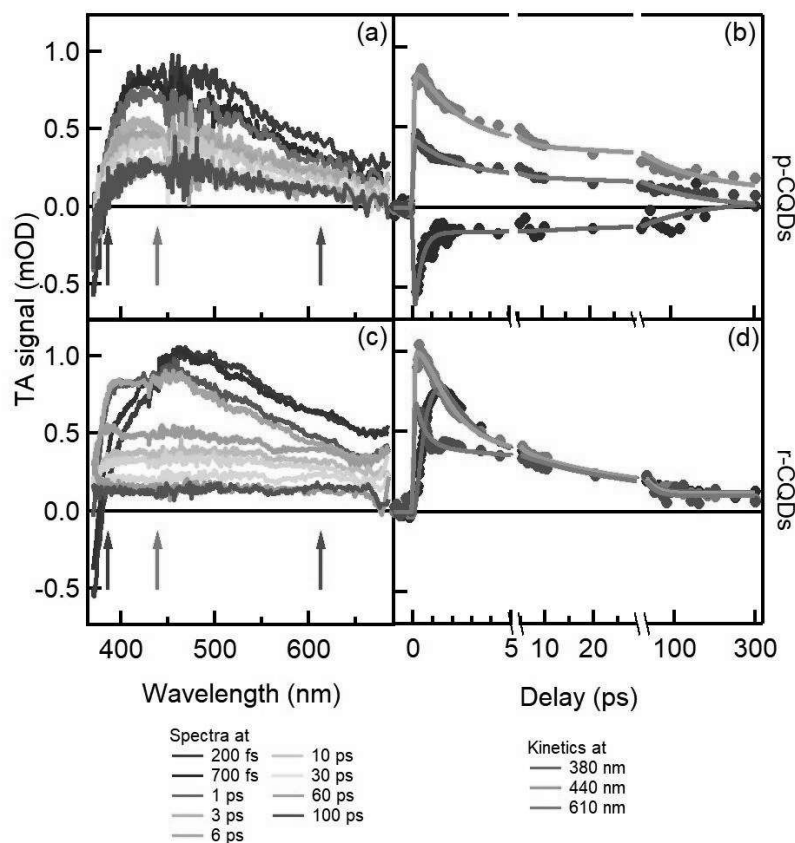 (a)
(b)
1.0
0.5
0.0
-0.5
p-CQDs
TA signal (mOD)
(c)
(d)
1.0
0.5
0.0
-0.5
r-CQDs
400 500 600
0 5 10 20 100 300
Wavelength (nm)
Delay (ps)
Spectra at
200 fs 10 ps
700 fs 30 ps
1 ps 60 ps
3 ps 100 ps
6 ps
Kinetics at
380 nm
440 nm
610 nm